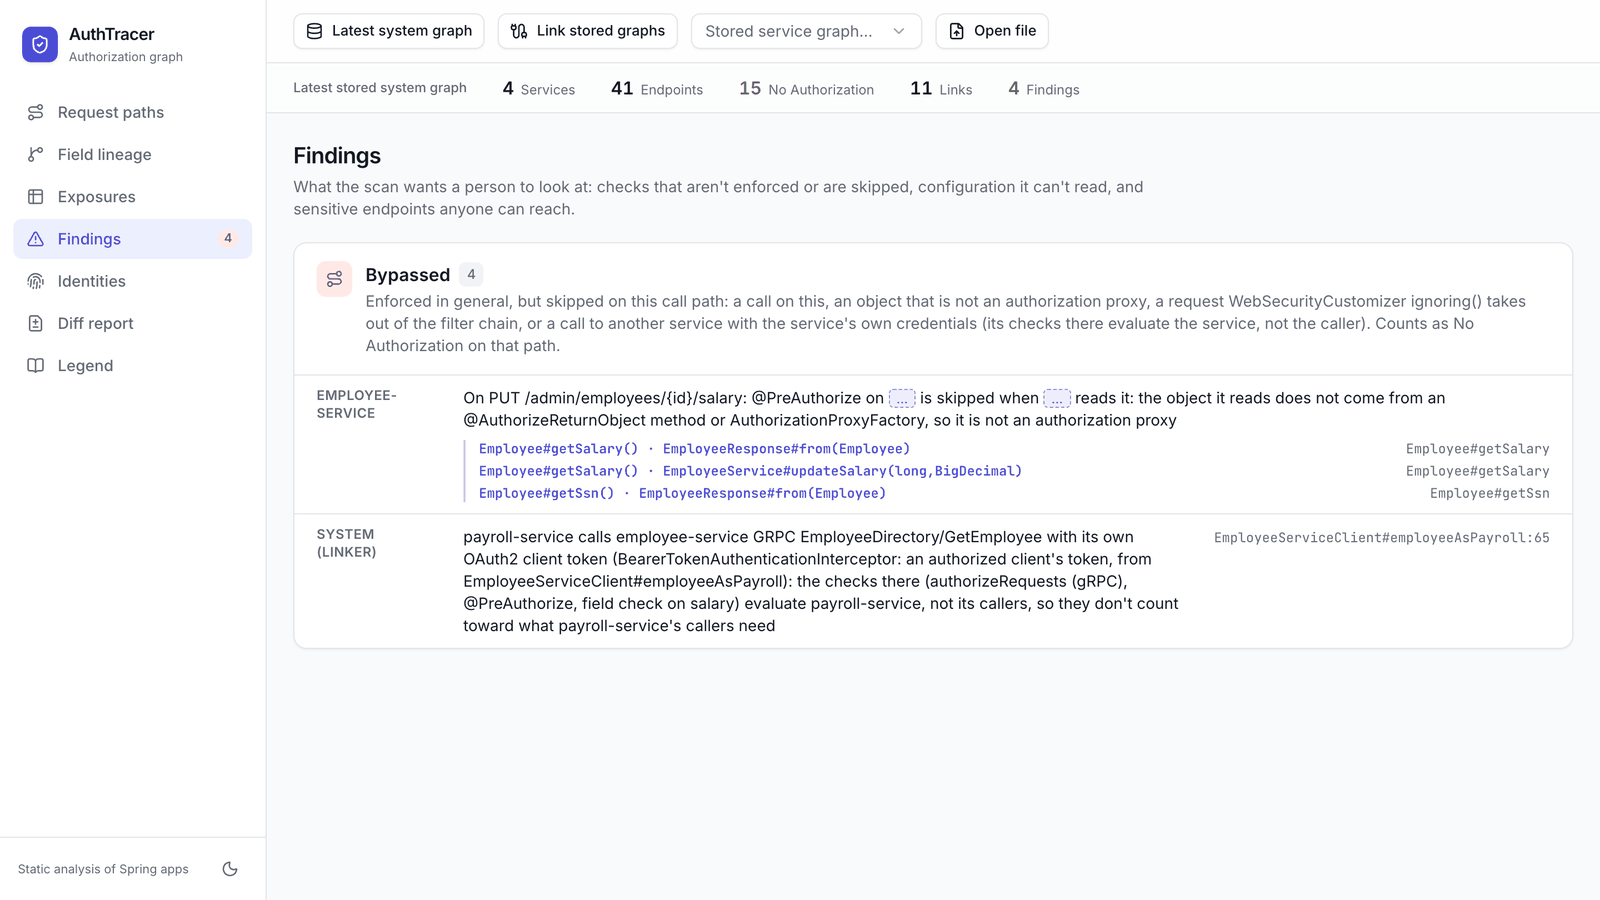 AuthTracer
Authorization graph
Request paths
Field lineage
Exposures
Findings 4
Identities
Diff report
Legend
Static analysis of Spring apps
Latest system graph
Link stored graphs
Stored service graph...
Open file
Latest stored system graph
4 Services
41 Endpoints
15 No Authorization
11 Links
4 Findings
Findings
What the scan wants a person to look at: checks that aren't enforced or are skipped, configuration it can't read, and
sensitive endpoints anyone can reach.
Bypassed 4
Enforced in general, but skipped on this call path: a call on this, an object that is not an authorization proxy, a request WebSecurityCustomizer ignoring() takes
out of the filter chain, or a call to another service with the service's own credentials (its checks there evaluate the service, not the caller). Counts as No
Authorization on that path.
EMPLOYEE-
SERVICE
On PUT /admin/employees/{id}/salary: @PreAuthorize on ... is skipped when ... reads it: the object it reads does not come from an
@AuthorizeReturnObject method or AuthorizationProxyFactory, so it is not an authorization proxy
Employee#getSalary() · EmployeeResponse#from(Employee) Employee#getSalary
Employee#getSalary() · EmployeeService#updateSalary(long,BigDecimal) Employee#getSalary
Employee#getSsn() · EmployeeResponse#from(Employee) Employee#getSsn
SYSTEM
(LINKER)
payroll-service calls employee-service GRPC EmployeeDirectory/GetEmployee with its own
OAuth2 client token (BearerTokenAuthenticationInterceptor: an authorized client's token, from
EmployeeServiceClient#employeeAsPayroll): the checks there (authorizeRequests (gRPC),
@PreAuthorize, field check on salary) evaluate payroll-service, not its callers, so they don't count
toward what payroll-service's callers need
EmployeeServiceClient#employeeAsPayroll:65